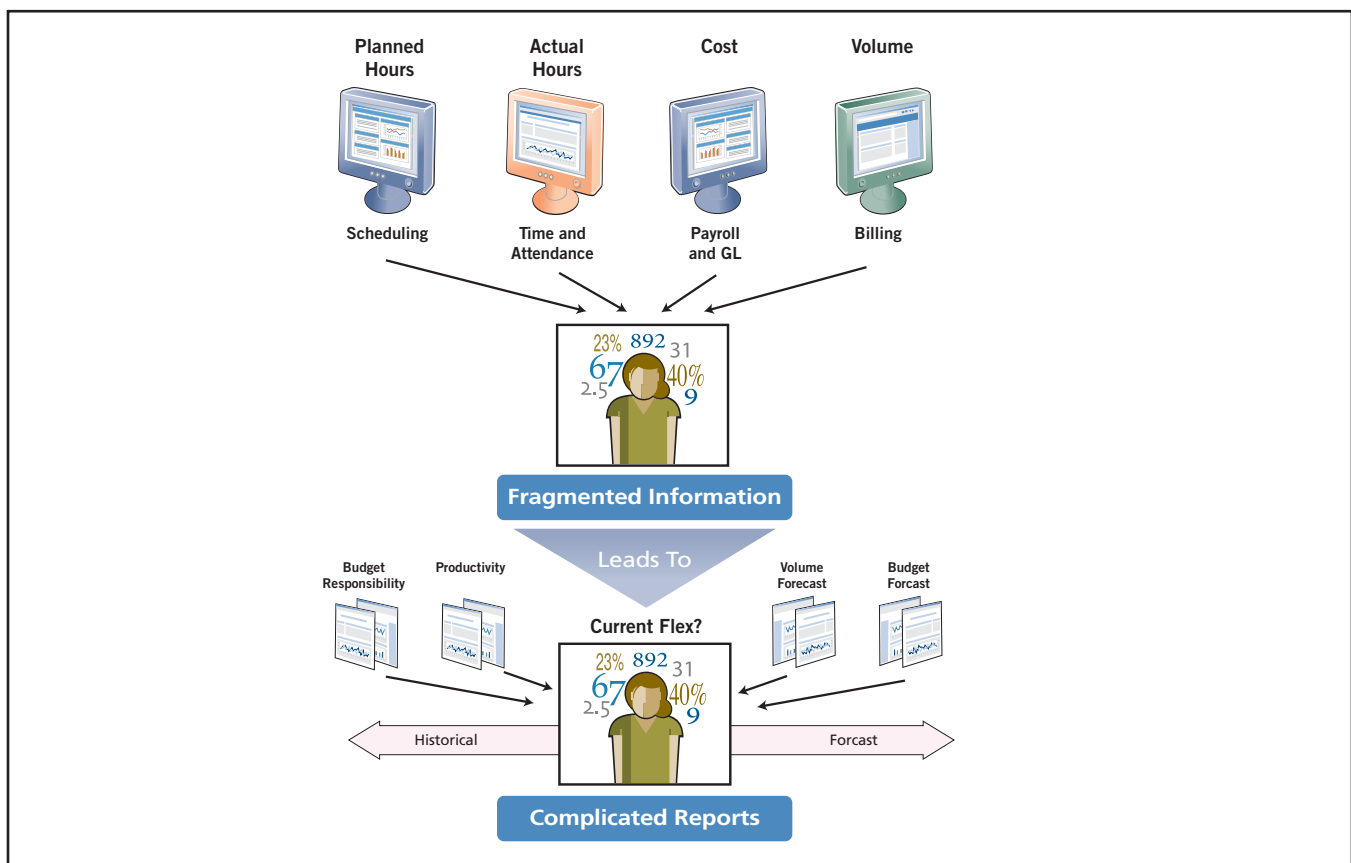 Planned
Hours
Actual
Hours
Cost
Volume
Scheduling
Time and
Attendance
Payroll
and GL
Billing
23% 892 31
67 40%
2.5 9
Fragmented Information
Leads To
Budget
Responsibility
Productivity
Volume
Forecast
Budget
Forcast
Current Flex?
23% 892 31
67 40%
2.5 9
Historical
Forcast
Complicated Reports